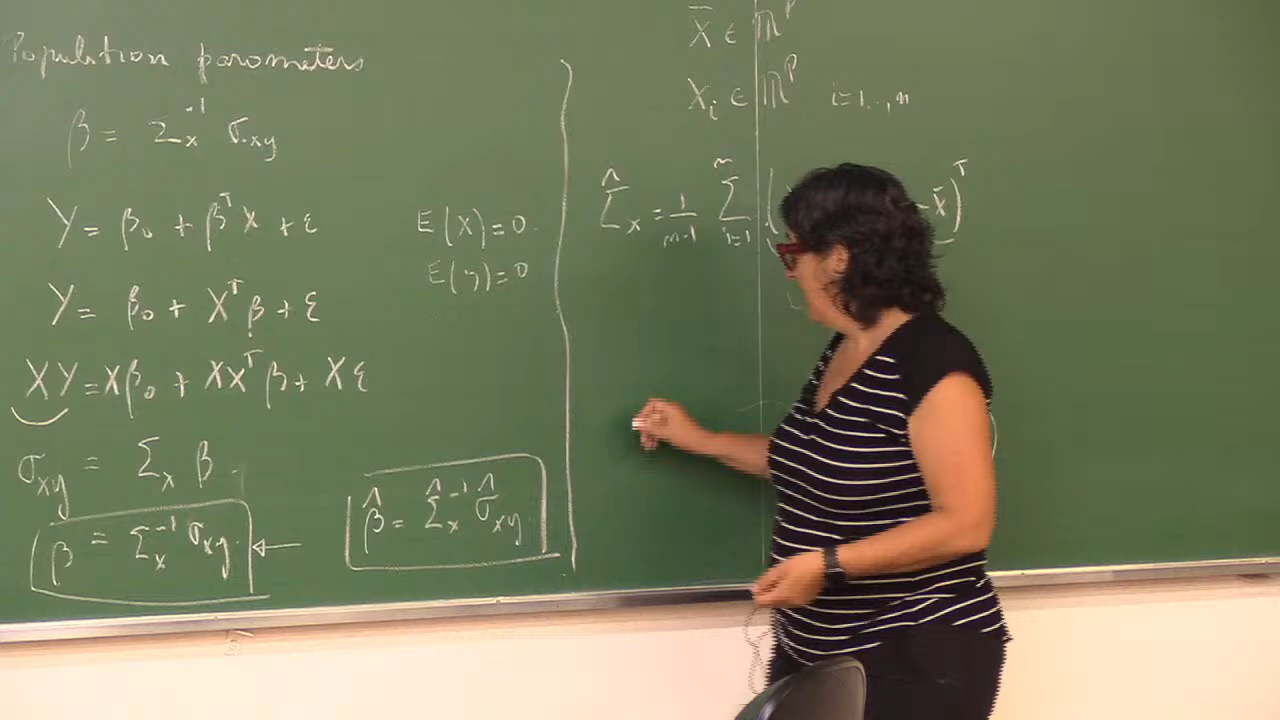 Population parameters
β = Σx⁻¹ σxy
Y = β₀ + βᵀX + ε
Y = β₀ + Xᵀβ + ε
XY = Xβ₀ + XXᵀβ + Xε
σxy = Σx β
β = Σx⁻¹ σxy
E(X)=0.
E(y)=0
β̂ = Σ̂x⁻¹ σ̂xy
X̄ ∈ ℝᵖ
Xᵢ ∈ ℝᵖ i=1..,n
Σ̂x = 1/(n-1) Σ i=1 n ( - x̄)ᵀ